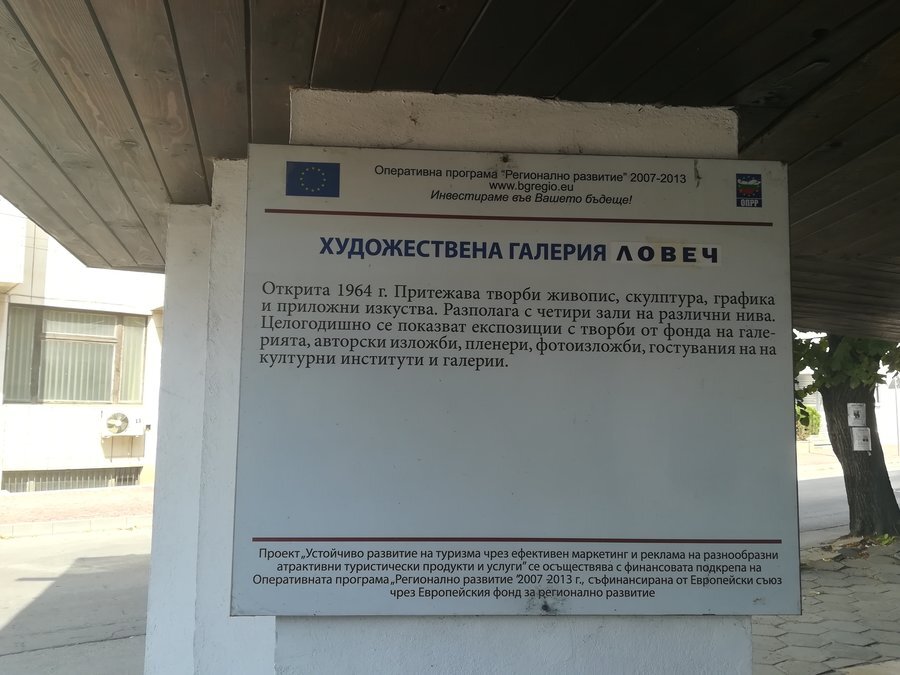 Оперативна програма "Регионално развитие" 2007-2013
www.bgregio.eu
Инвестираме във Вашето бъдеще!
ОПРР
ХУДОЖЕСТВЕНА ГАЛЕРИЯ ЛОВЕЧ
Открита 1964 г. Притежава творби живопис, скулптура, графика
и приложни изкуства. Разполага с четири зали на различни нива.
Целогодишно се показват експозиции с творби от фонда на гале-
рията, авторски изложби, пленери, фотоизложби, гостувания на на
културни институти и галерии.
Проект „Устойчиво развитие на туризма чрез ефективен маркетинг и реклама на разнообразни
атрактивни туристически продукти и услуги" се осъществява с финансовата подкрепа на
Оперативната програма „Регионално развитие "2007-2013 г., съфинансирана от Европейски съюз
чрез Европейския фонд за регионално развитие